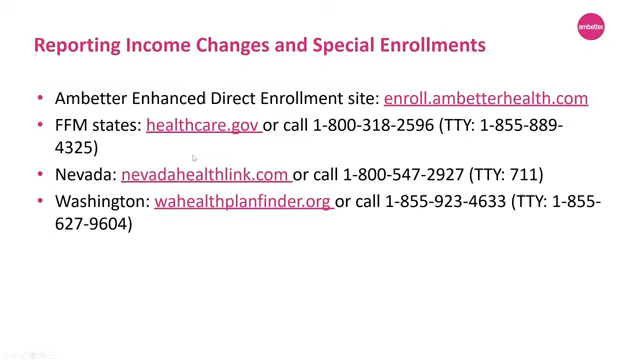 ambetter
Reporting Income Changes and Special Enrollments
• Ambetter Enhanced Direct Enrollment site: enroll.ambetterhealth.com
• FFM states: healthcare.gov or call 1-800-318-2596 (TTY: 1-855-889-
4325)
• Nevada: nevadahealthlink.com or call 1-800-547-2927 (TTY: 711)
• Washington: wahealthplanfinder.org or call 1-855-923-4633 (TTY: 1-855-
627-9604)